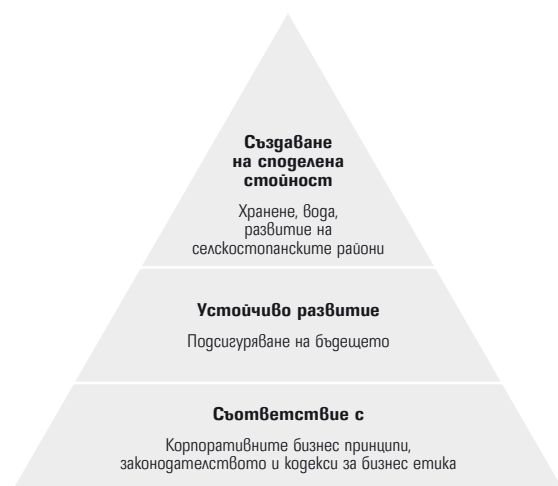 Създаване
на споделена
стойност
Хранене, вода,
развитие на
селскостопанските райони
Устойчиво развитие
Подсигуряване на бъдещето
Съответствие с
Корпоративните бизнес принципи,
законодателството и кодекси за бизнес етика